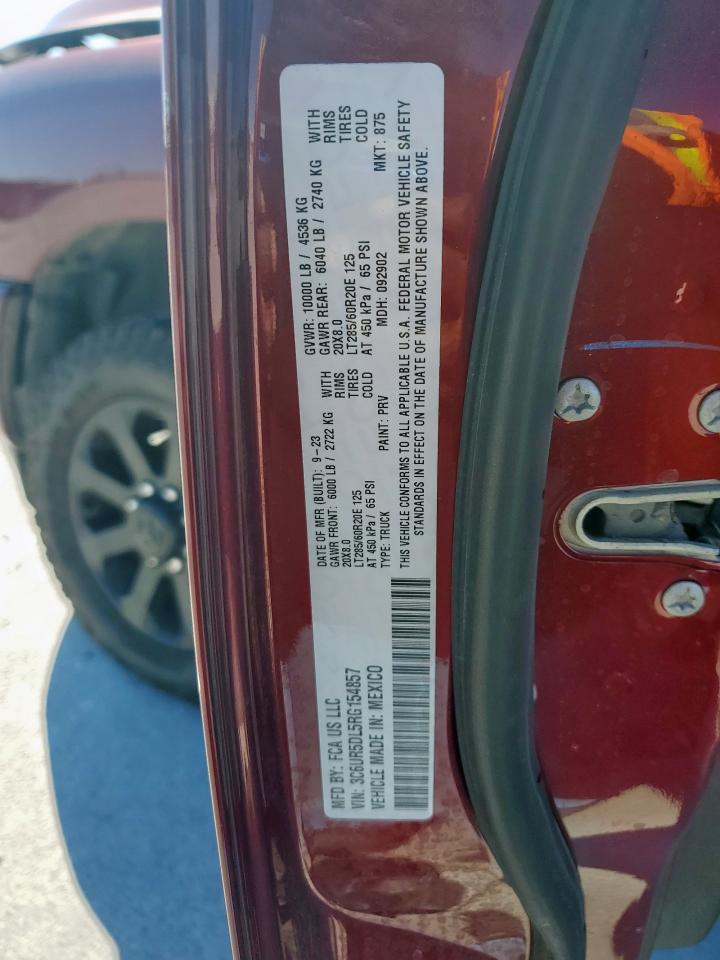 MFD BY: FCA US LLC
VIN: 3C6UR5DL5RG154857
VEHICLE MADE IN: MEXICO
DATE OF MFR (BUILT): 9-23
GAWR FRONT: 6000 LB / 2722 KG WITH
20X8.0 RIMS
LT285/60R20E 125 TIRES
AT 450 kPa / 65 PSI COLD
TYPE: TRUCK PAINT: PRV
GVWR: 10000 LB / 4536 KG
GAWR REAR: 6040 LB / 2740 KG WITH
20X8.0 RIMS
LT285/60R20E 125 TIRES
AT 450 kPa / 65 PSI COLD
MDH: 092902 MKT: 875
THIS VEHICLE CONFORMS TO ALL APPLICABLE U.S.A. FEDERAL MOTOR VEHICLE SAFETY
STANDARDS IN EFFECT ON THE DATE OF MANUFACTURE SHOWN ABOVE.